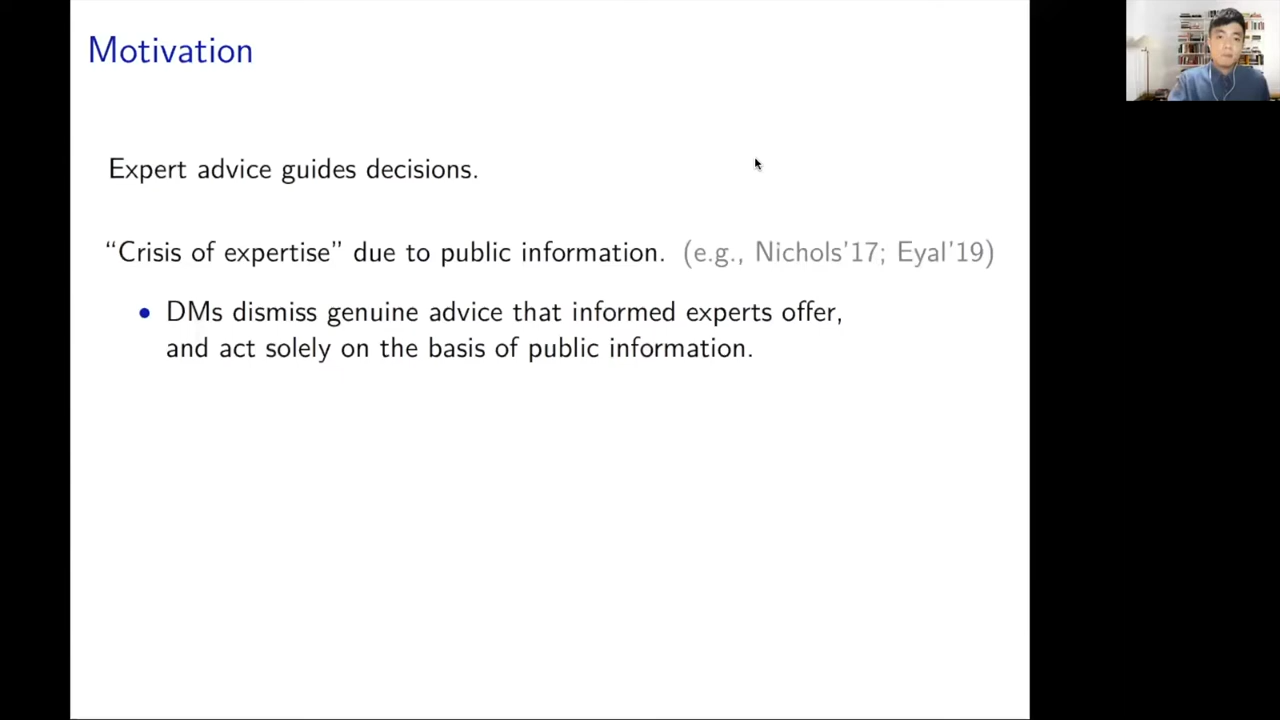 Motivation
Expert advice guides decisions.
“Crisis of expertise” due to public information. (e.g., Nichols’17; Eyal’19)
• DMs dismiss genuine advice that informed experts offer,
and act solely on the basis of public information.